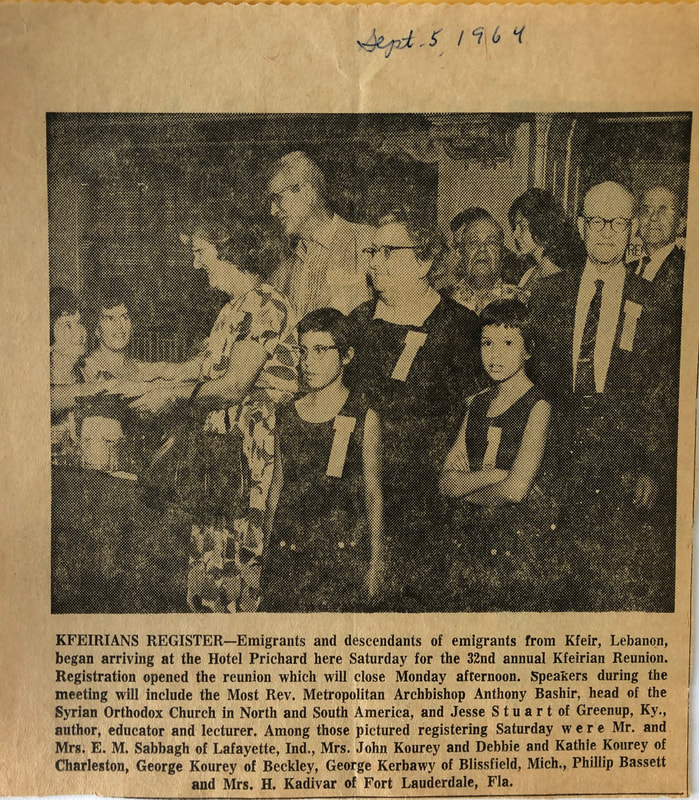 Sept. 5, 1964
RE
KFEIRIANS REGISTER—Emigrants and descendants of emigrants from Kfeir, Lebanon,
began arriving at the Hotel Prichard here Saturday for the 32nd annual Kfeirian Reunion.
Registration opened the reunion which will close Monday afternoon. Speakers during the
meeting will include the Most Rev. Metropolitan Archbishop Anthony Bashir, head of the
Syrian Orthodox Church in North and South America, and Jesse Stuart of Greenup, Ky.,
author, educator and lecturer. Among those pictured registering Saturday were Mr. and
Mrs. E. M. Sabbagh of Lafayette, Ind., Mrs. John Kourey and Debbie and Kathie Kourey of
Charleston, George Kourey of Beckley, George Kerbawy of Blissfield, Mich., Phillip Bassett
and Mrs. H. Kadivar of Fort Lauderdale, Fla.